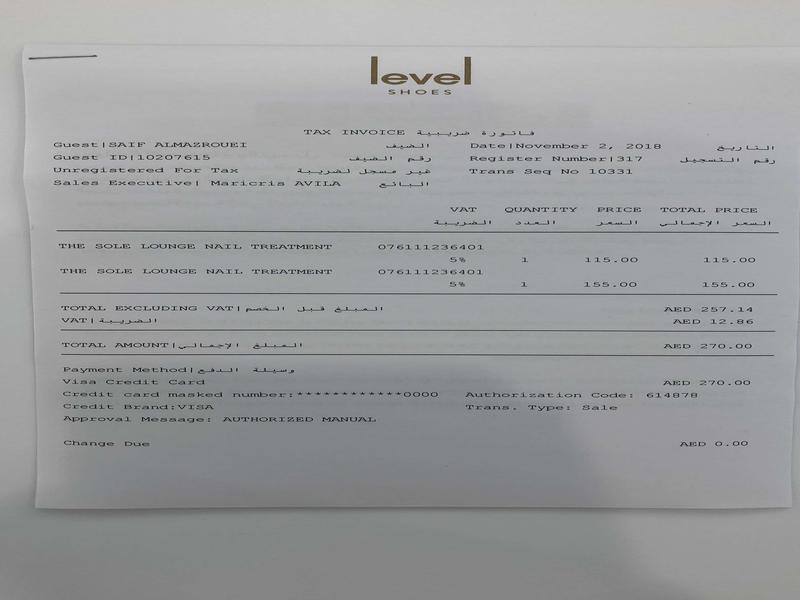 level
SHOES
TAX INVOICE فاتورة ضريبية
Guest|SAIF ALMAZROUEI الضيف Date|November 2, 2018 التاريخ
Guest ID|10207615 رقم الضيف Register Number|317 رقم التسجيل
Unregistered For Tax غير مسجل لضريبة Trans Seq No 10331
Sales Executive| Maricris AVILA البائع
VAT QUANTITY PRICE TOTAL PRICE
الضريبة العدد السعر السعر الإجمالي
THE SOLE LOUNGE NAIL TREATMENT 076111236401
5% 1 115.00 115.00
THE SOLE LOUNGE NAIL TREATMENT 076111236401
5% 1 155.00 155.00
TOTAL EXCLUDING VAT|المبلغ قبل الخصم AED 257.14
VAT|الضريبة AED 12.86
TOTAL AMOUNT|المبلغ الإجمالي AED 270.00
Payment Method|وسيلة الدفع
Visa Credit Card AED 270.00
Credit card masked number:************0000 Authorization Code: 614878
Credit Brand:VISA Trans. Type: Sale
Approval Message: AUTHORIZED MANUAL
Change Due AED 0.00